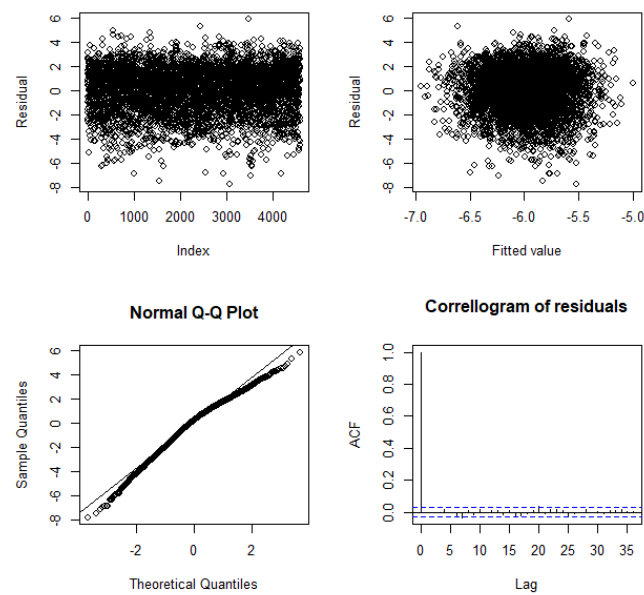 Residual
6
4
2
0
-2
-4
-6
-8
0 1000 2000 3000 4000
Index
Residual
6
4
2
0
-2
-4
-6
-8
-7.0 -6.5 -6.0 -5.5 -5.0
Fitted value
Normal Q-Q Plot
Sample Quantiles
6
4
2
0
-2
-4
-6
-8
-2 0 2
Theoretical Quantiles
Correllogram of residuals
ACF
1.0
0.8
0.6
0.4
0.2
0.0
0 5 10 15 20 25 30 35
Lag